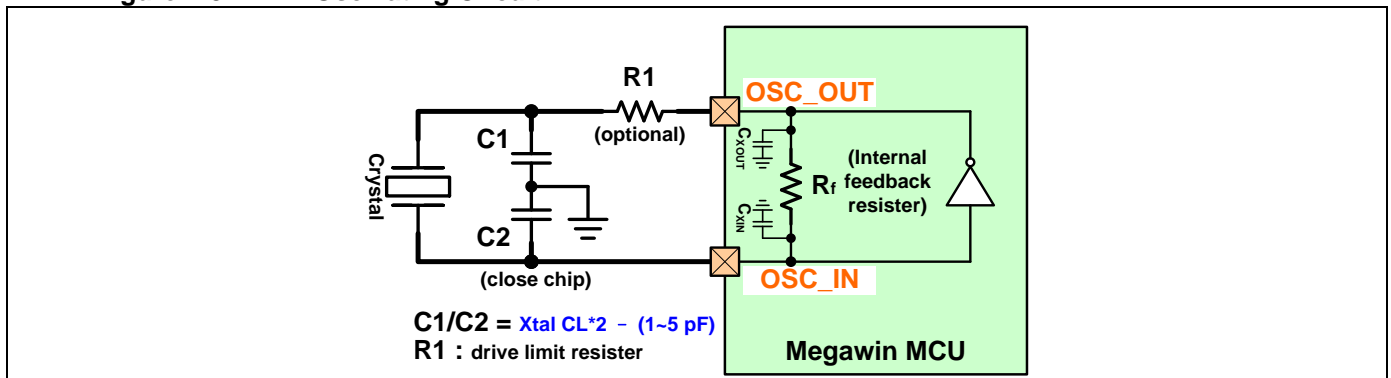 R1
(optional)
OSC_OUT
C1
CXOUT
Crystal
Rf
(Internal
feedback
resister)
CXIN
C2
(close chip)
OSC_IN
C1/C2 = Xtal CL*2 – (1~5 pF)
R1 : drive limit resister
Megawin MCU